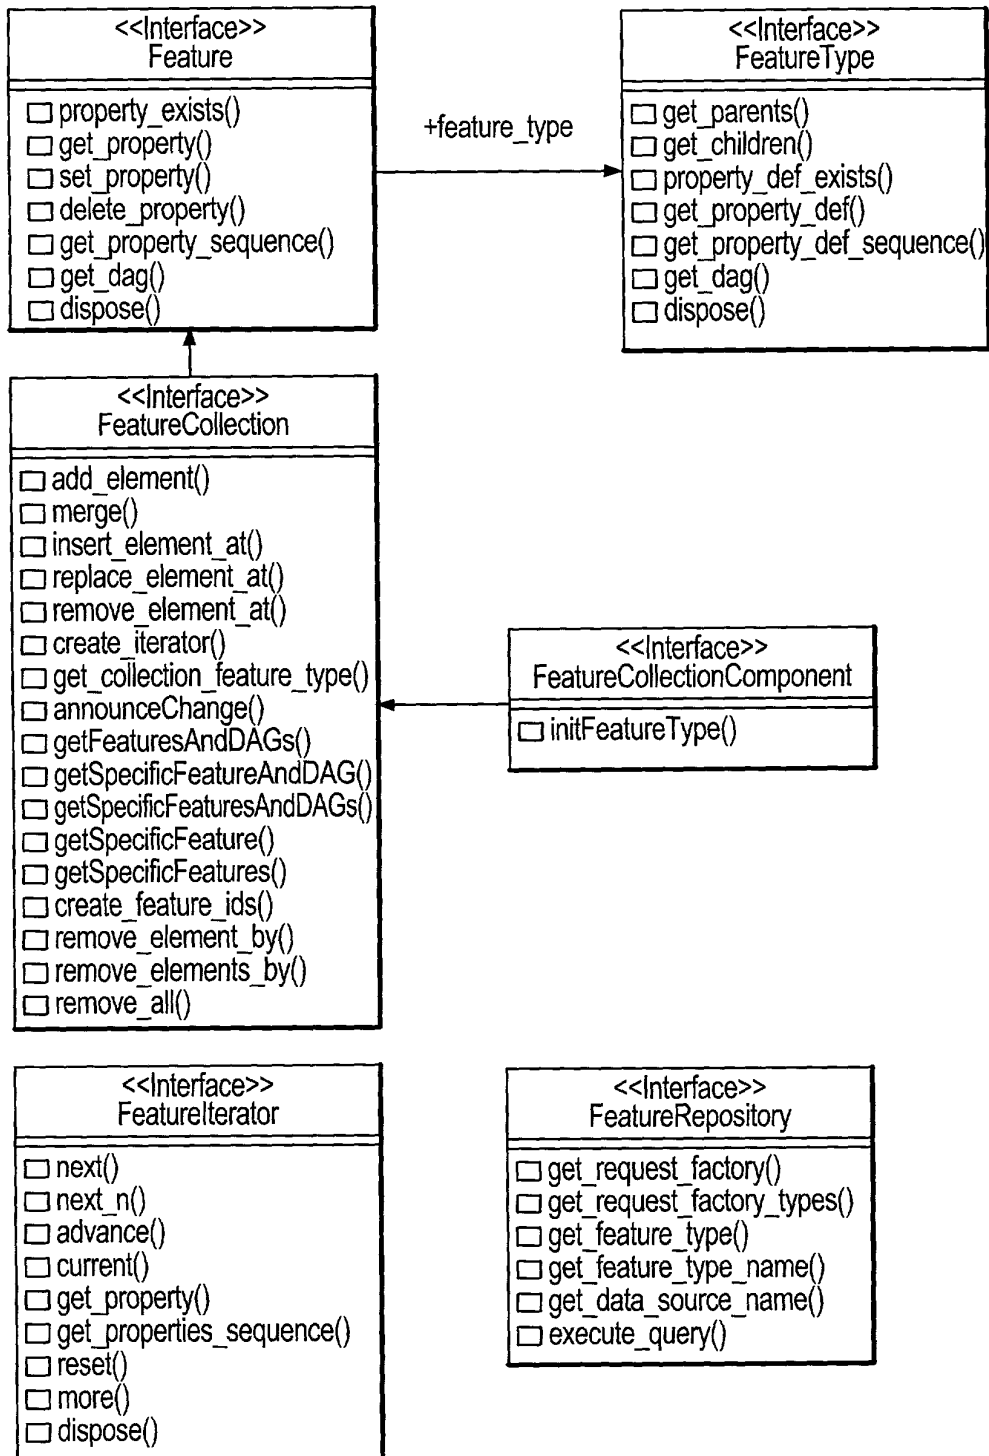 <<Interface>>
Feature
property_exists()
get_property()
set_property()
delete_property()
get_property_sequence()
get_dag()
dispose()
+feature_type
<<Interface>>
FeatureType
get_parents()
get_children()
property_def_exists()
get_property_def()
get_property_def_sequence()
get_dag()
dispose()
<<Interface>>
FeatureCollection
add_element()
merge()
insert_element_at()
replace_element_at()
remove_element_at()
create_iterator()
get_collection_feature_type()
announceChange()
getFeaturesAndDAGs()
getSpecificFeatureAndDAG()
getSpecificFeaturesAndDAGs()
getSpecificFeature()
getSpecificFeatures()
create_feature_ids()
remove_element_by()
remove_elements_by()
remove_all()
<<Interface>>
FeatureCollectionComponent
initFeatureType()
<<Interface>>
FeatureIterator
next()
next_n()
advance()
current()
get_property()
get_properties_sequence()
reset()
more()
dispose()
<<Interface>>
FeatureRepository
get_request_factory()
get_request_factory_types()
get_feature_type()
get_feature_type_name()
get_data_source_name()
execute_query()